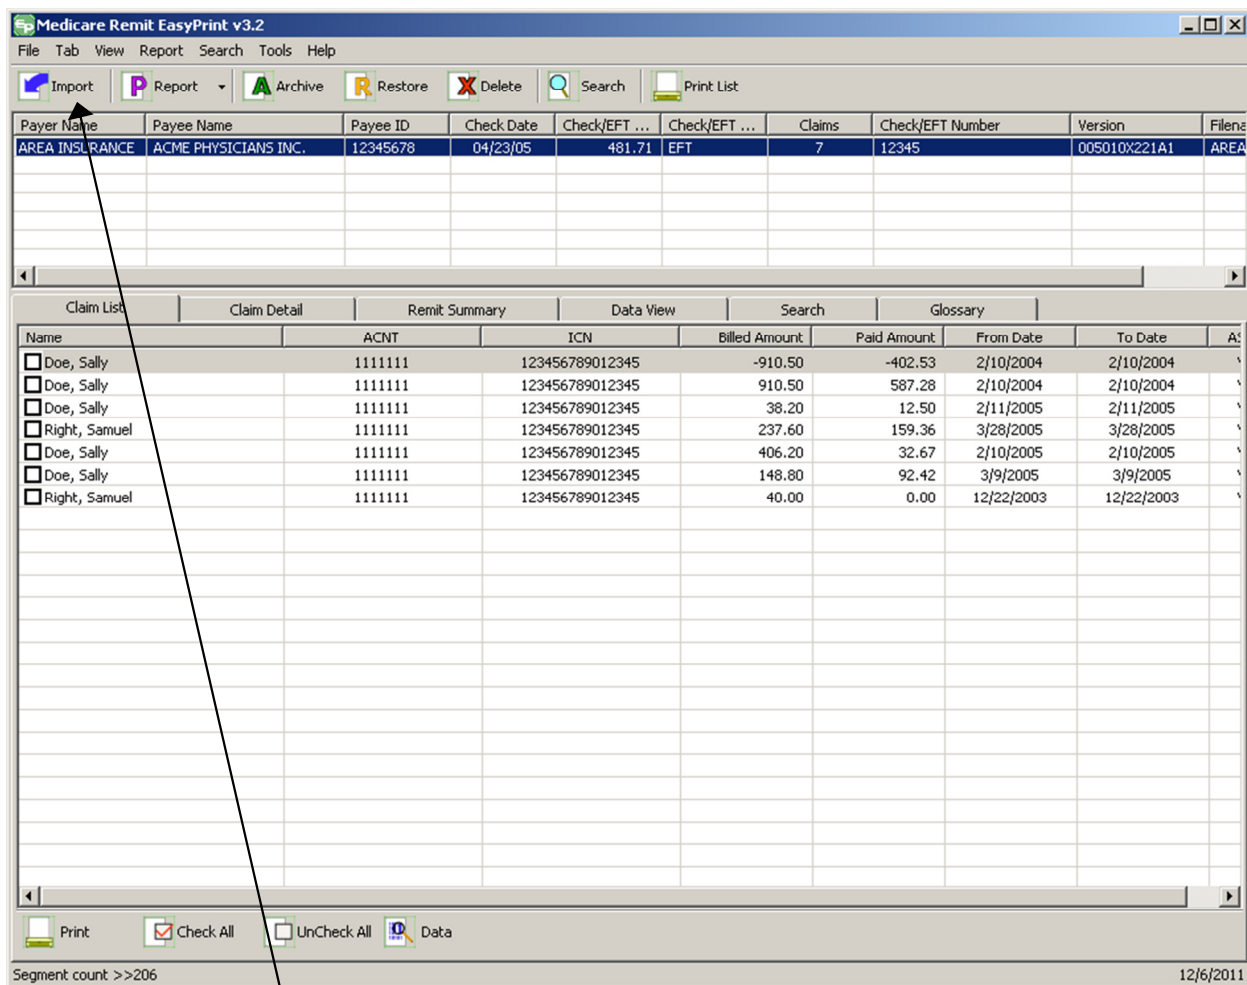 Medicare Remit EasyPrint v3.2
File Tab View Report Search Tools Help
Import Report Archive Restore Delete Search Print List
Payer Name Payee Name Payee ID Check Date Check/EFT ... Check/EFT ... Claims Check/EFT Number Version Filena
AREA INSURANCE ACME PHYSICIANS INC. 12345678 04/23/05 481.71 EFT 7 12345 005010X221A1 AREA
Claim List Claim Detail Remit Summary Data View Search Glossary
Name ACNT ICN Billed Amount Paid Amount From Date To Date AS
Doe, Sally 1111111 123456789012345 -910.50 -402.53 2/10/2004 2/10/2004
Doe, Sally 1111111 123456789012345 910.50 587.28 2/10/2004 2/10/2004
Doe, Sally 1111111 123456789012345 38.20 12.50 2/11/2005 2/11/2005
Right, Samuel 1111111 123456789012345 237.60 159.36 3/28/2005 3/28/2005
Doe, Sally 1111111 123456789012345 406.20 32.67 2/10/2005 2/10/2005
Doe, Sally 1111111 123456789012345 148.80 92.42 3/9/2005 3/9/2005
Right, Samuel 1111111 123456789012345 40.00 0.00 12/22/2003 12/22/2003
Print Check All UnCheck All Data
Segment count >>206 12/6/2011